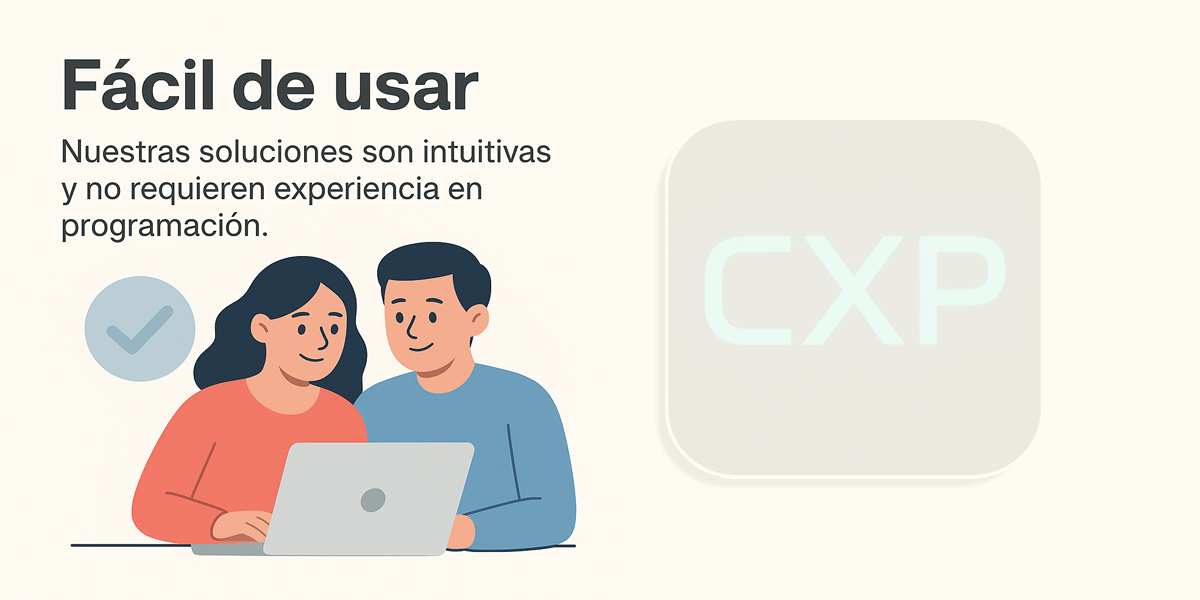 Fácil de usar
Nuestras soluciones son intuitivas
y no requieren experiencia en
programación.
CXP